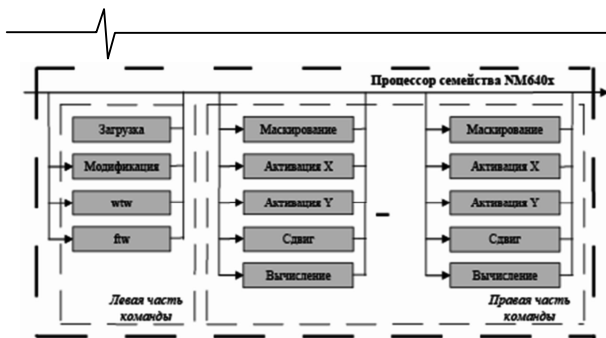 Процессор семейства NM640x
Загрузка
Модификация
wtw
ftw
Левая часть
команды
Маскирование
Активация X
Активация Y
Сдвиг
Вычисление
Маскирование
Активация X
Активация Y
Сдвиг
Вычисление
Правая часть
команды